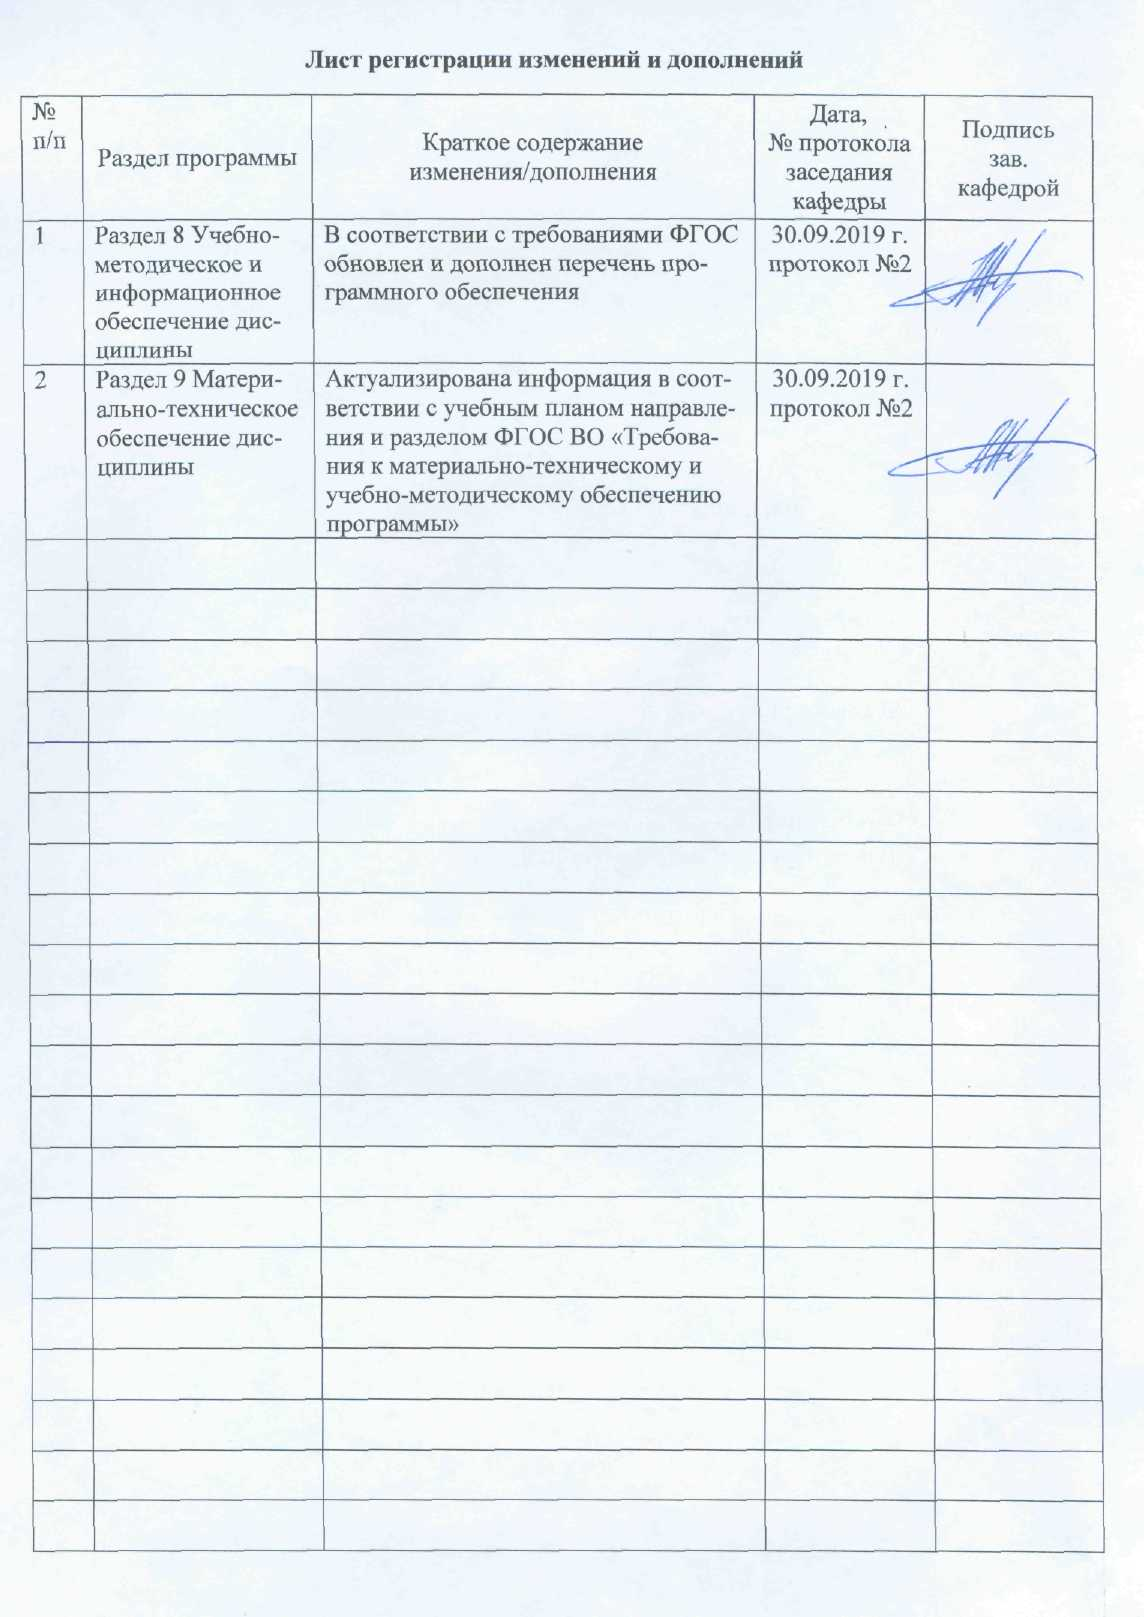 Лист регистрации изменений и дополнений
№
п/п
Раздел программы
Краткое содержание
изменения/дополнения
Дата,
№ протокола
заседания
кафедры
Подпись
зав.
кафедрой
1
Раздел 8 Учебно-
методическое и
информационное
обеспечение дис-
циплины
В соответствии с требованиями ФГОС
обновлен и дополнен перечень про-
граммного обеспечения
30.09.2019 г.
протокол №2
2
Раздел 9 Матери-
ально-техническое
обеспечение дис-
циплины
Актуализирована информация в соот-
ветствии с учебным планом направле-
ния и разделом ФГОС ВО «Требова-
ния к материально-техническому и
учебно-методическому обеспечению
программы»
30.09.2019 г.
протокол №2